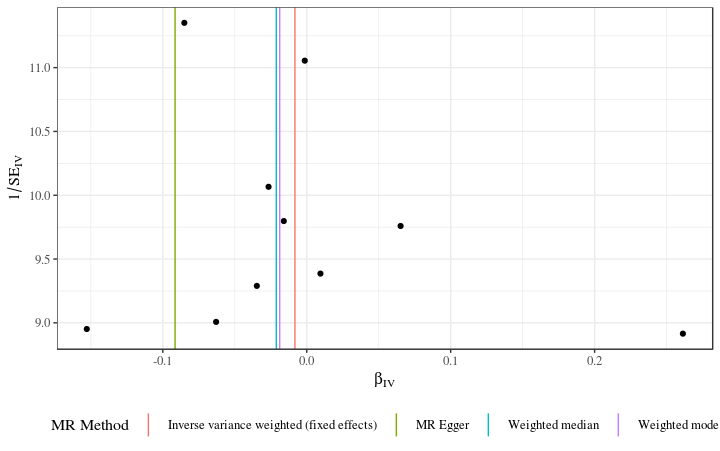 11.0
10.5
10.0
9.5
9.0
1/SE_IV
-0.1 0.0 0.1 0.2
β_IV
MR Method Inverse variance weighted (fixed effects) MR Egger Weighted median Weighted mode